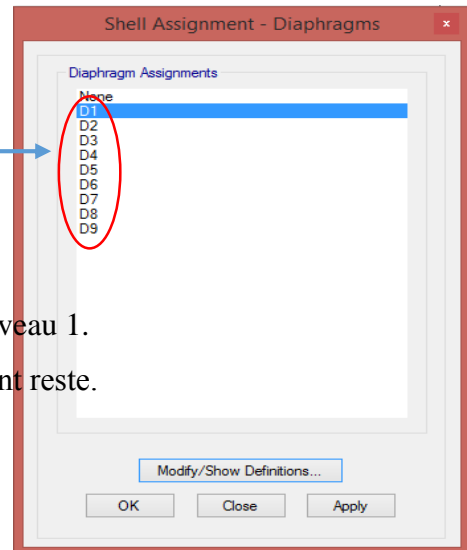 Shell Assignment - Diaphragms
x
Diaphragm Assignments
None
D1
D2
D3
D4
D5
D6
D7
D8
D9
veau 1.
nt reste.
Modify/Show Definitions...
OK
Close
Apply